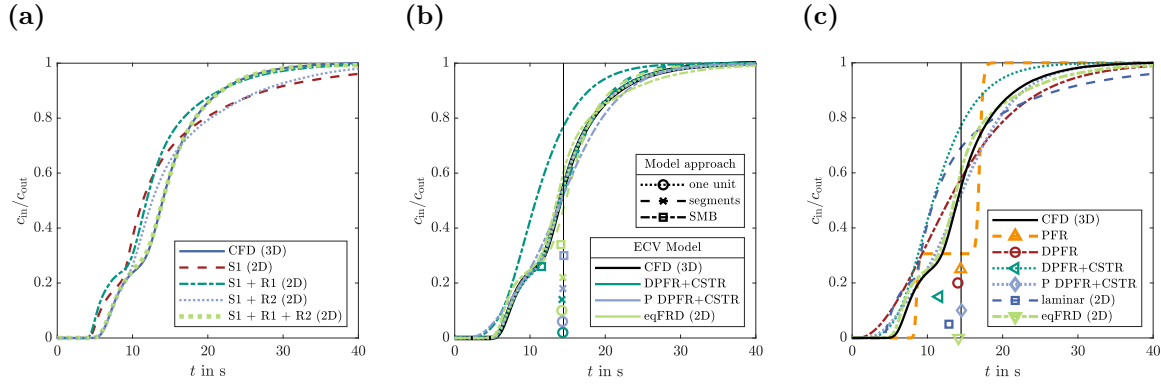 (a)
c_in/c_out
1
0.8
0.6
0.4
0.2
0
0
10
20
30
40
t in s
CFD (3D)
S1 (2D)
S1 + R1 (2D)
S1 + R2 (2D)
S1 + R1 + R2 (2D)
(b)
c_in/c_out
1
0.8
0.6
0.4
0.2
0
0
10
20
30
40
t in s
Model approach
one unit
segments
SMB
ECV Model
CFD (3D)
DPFR+CSTR
P DPFR+CSTR
eqFRD (2D)
(c)
c_in/c_out
1
0.8
0.6
0.4
0.2
0
0
10
20
30
40
t in s
CFD (3D)
PFR
DPFR
DPFR+CSTR
P DPFR+CSTR
laminar (2D)
eqFRD (2D)